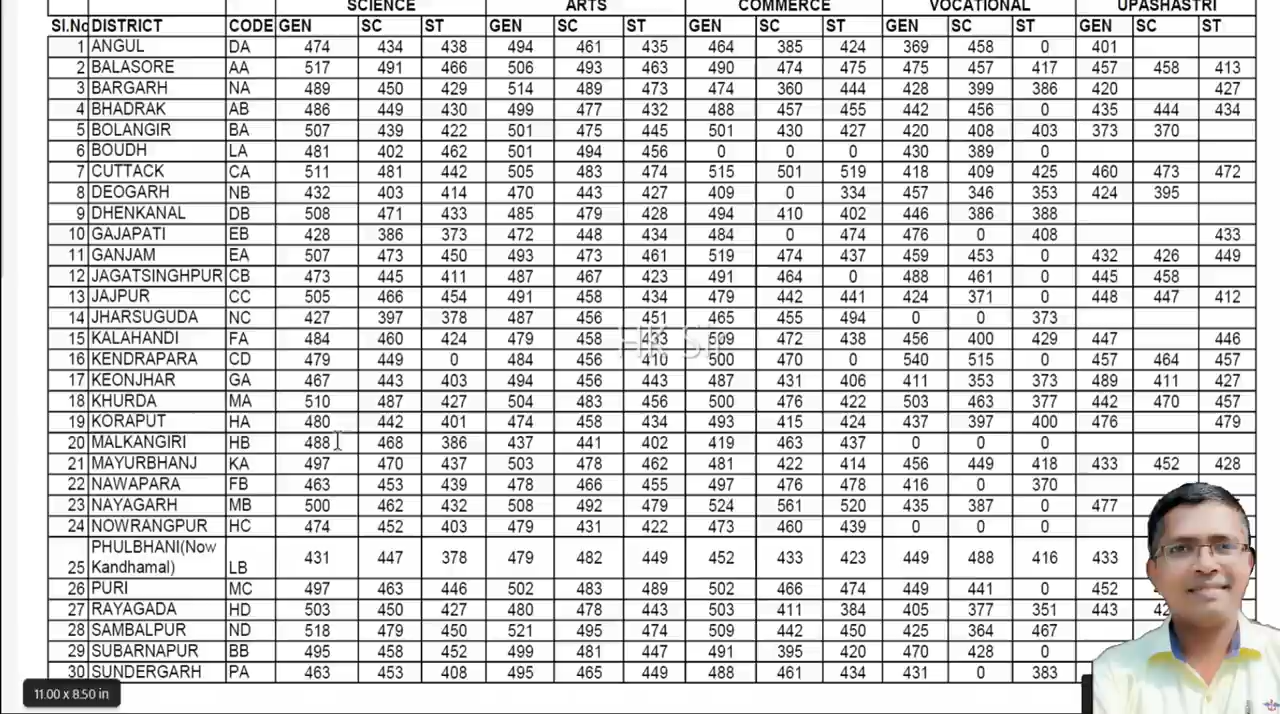 SCIENCE ARTS COMMERCE VOCATIONAL UPASHASTRI
Sl.No DISTRICT CODE GEN SC ST GEN SC ST GEN SC ST GEN SC ST GEN SC ST
1 ANGUL DA 474 434 438 494 461 435 464 385 424 369 458 0 401
2 BALASORE AA 517 491 466 506 493 463 490 474 475 475 457 417 457 458 413
3 BARGARH NA 489 450 429 514 489 473 474 360 444 428 399 386 420 427
4 BHADRAK AB 486 449 430 499 477 432 488 457 455 442 456 0 435 444 434
5 BOLANGIR BA 507 439 422 501 475 445 501 430 427 420 408 403 373 370
6 BOUDH LA 481 402 462 501 494 456 0 0 0 430 389 0
7 CUTTACK CA 511 481 442 505 483 474 515 501 519 418 409 425 460 473 472
8 DEOGARH NB 432 403 414 470 443 427 409 0 334 457 346 353 424 395
9 DHENKANAL DB 508 471 433 485 479 428 494 410 402 446 386 388
10 GAJAPATI EB 428 386 373 472 448 434 484 0 474 476 0 408 433
11 GANJAM EA 507 473 450 493 473 461 519 474 437 459 453 0 432 426 449
12 JAGATSINGHPUR CB 473 445 411 487 467 423 491 464 0 488 461 0 445 458
13 JAJPUR CC 505 466 454 491 458 434 479 442 441 424 371 0 448 447 412
14 JHARSUGUDA NC 427 397 378 487 456 451 465 455 494 0 0 373
15 KALAHANDI FA 484 460 424 479 458 509 472 438 456 400 429 447 446
HK Sir
16 KENDRAPARA CD 479 449 0 484 456 410 500 470 0 540 515 0 457 464 457
17 KEONJHAR GA 467 443 403 494 456 443 487 431 406 411 353 373 489 411 427
18 KHURDA MA 510 487 427 504 483 456 500 476 422 503 463 377 442 470 457
19 KORAPUT HA 480 442 401 474 458 434 493 415 424 437 397 400 476 479
20 MALKANGIRI HB 488 468 386 437 441 402 419 463 437 0 0 0
21 MAYURBHANJ KA 497 470 437 503 478 462 481 422 414 456 449 418 433 452 428
22 NAWAPARA FB 463 453 439 478 466 455 497 476 478 416 0 370
23 NAYAGARH MB 500 462 432 508 492 479 524 561 520 435 387 0 477
24 NOWRANGPUR HC 474 452 403 479 431 422 473 460 439 0 0 0
25 PHULBHANI(Now
Kandhamal) LB 431 447 378 479 482 449 452 433 423 449 488 416 433
26 PURI MC 497 463 446 502 483 489 502 466 474 449 441 0 452
27 RAYAGADA HD 503 450 427 480 478 443 503 411 384 405 377 351 443
28 SAMBALPUR ND 518 479 450 521 495 474 509 442 450 425 364 467
29 SUBARNAPUR BB 495 458 452 499 481 447 491 395 420 470 428 0
30 SUNDERGARH PA 463 453 408 495 465 449 488 461 434 431 0 383
11.00 x 8.50 in